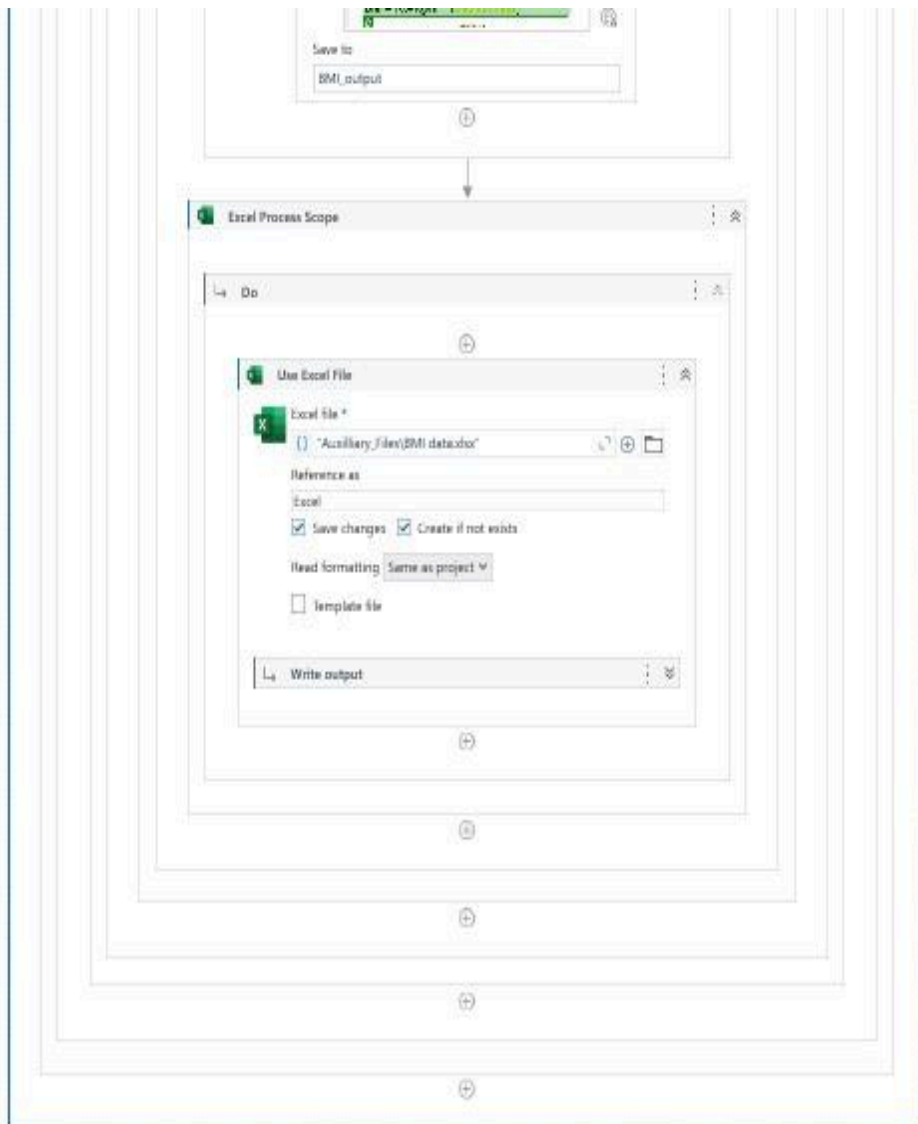 Save to
BMI_output
Excel Process Scope
Do
Use Excel File
Excel file *
"Auxilliary_Files\BMI data.xlsx"
Reference as
Excel
Save changes Create if not exists
Read formatting Same as project
Template file
Write output